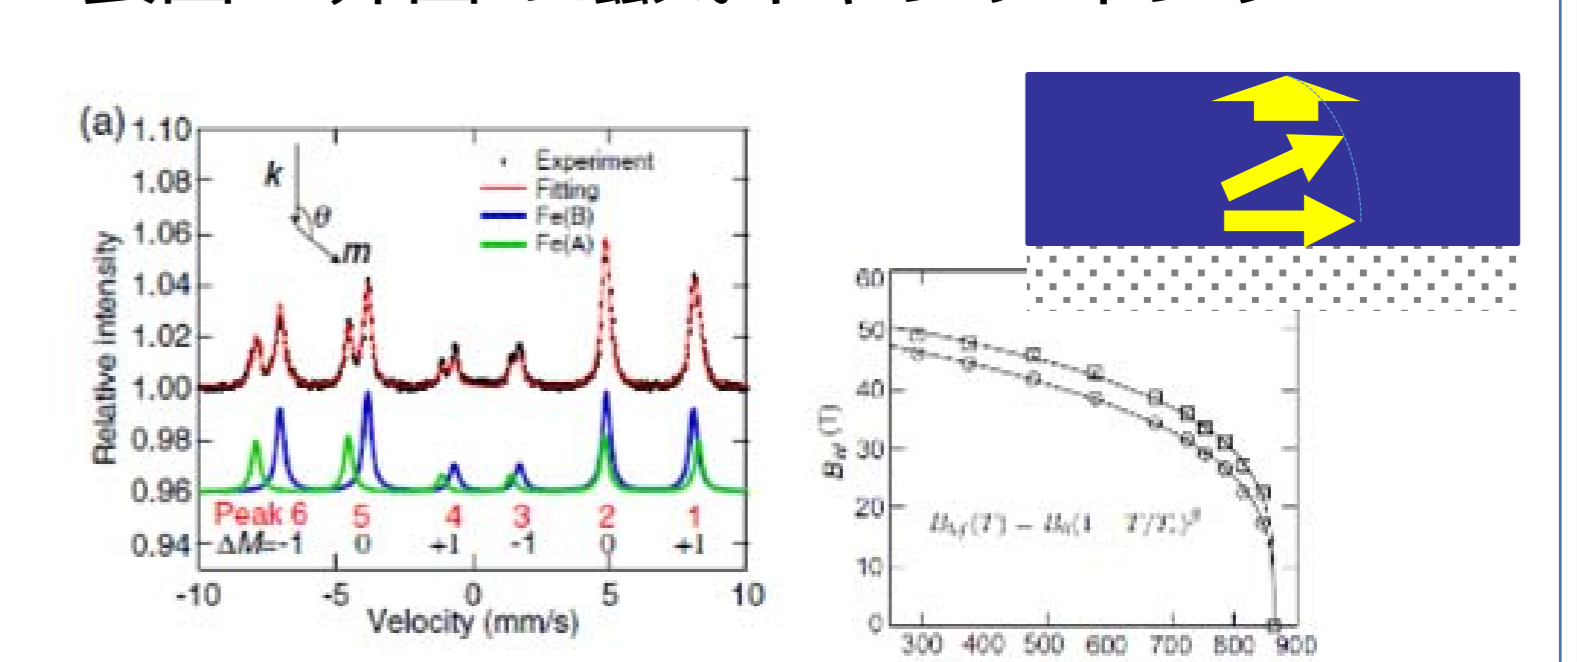 (a)
1.10
1.08
1.06
1.04
1.02
1.00
0.98
0.96
0.94
Relative intensity
k
θ
m
Experiment
Fitting
Fe(B)
Fe(A)
Peak 6 5 4 3 2 1
ΔM=-1 0 +1 -1 0 +1
-10 -5 0 5 10
Velocity (mm/s)
60
50
40
30
20
10
0
B_hf (T)
300 400 500 600 700 800 900